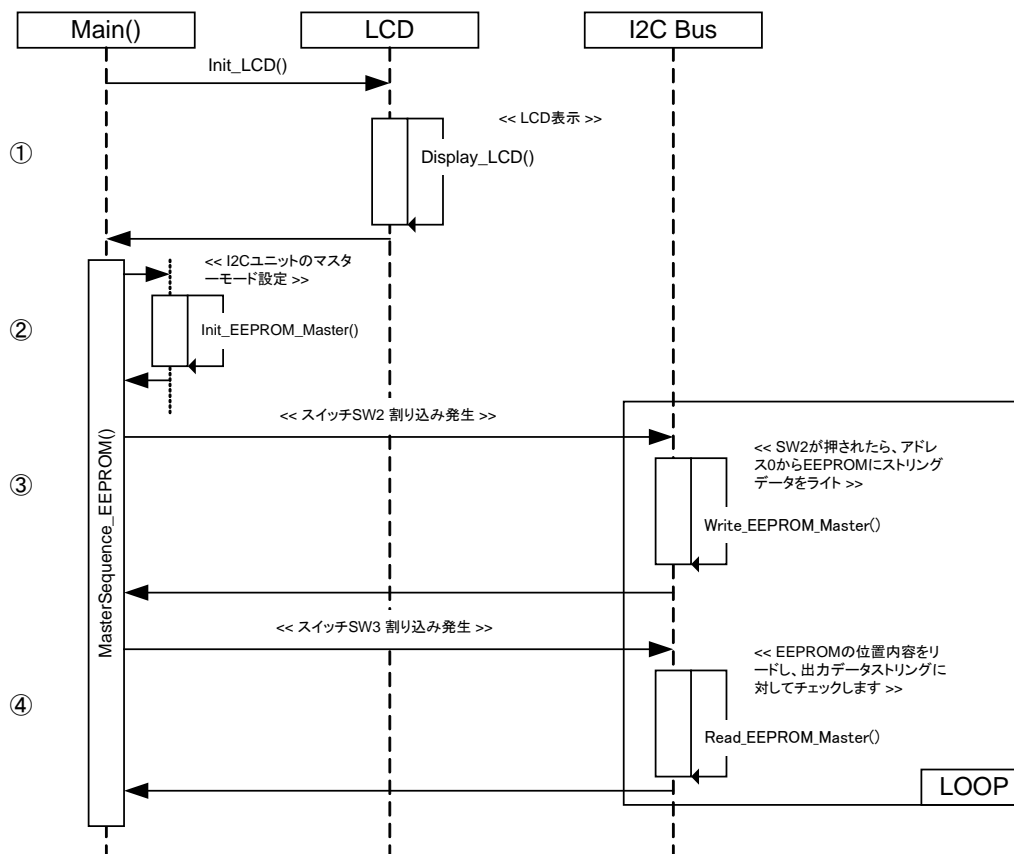 Main()
LCD
I2C Bus
Init_LCD()
<< LCD表示 >>
①
Display_LCD()
<< I2Cユニットのマスタ
ーモード設定 >>
②
Init_EEPROM_Master()
MasterSequence_EEPROM()
<< スイッチSW2 割り込み発生 >>
<< SW2が押されたら、アドレ
ス0からEEPROMにストリング
データをライト >>
③
Write_EEPROM_Master()
<< スイッチSW3 割り込み発生 >>
<< EEPROMの位置内容をリ
ードし、出力データストリングに
対してチェックします >>
④
Read_EEPROM_Master()
LOOP